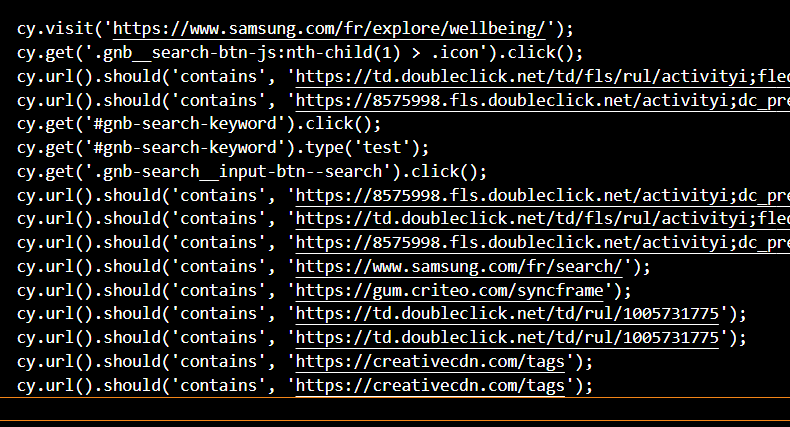 cy.visit('https://www.samsung.com/fr/explore/wellbeing/');
cy.get('.gnb__search-btn-js:nth-child(1) > .icon').click();
cy.url().should('contains', 'https://td.doubleclick.net/td/fls/rul/activityi;flec
cy.url().should('contains', 'https://8575998.fls.doubleclick.net/activityi;dc_pre
cy.get('#gnb-search-keyword').click();
cy.get('#gnb-search-keyword').type('test');
cy.get('.gnb-search__input-btn--search').click();
cy.url().should('contains', 'https://8575998.fls.doubleclick.net/activityi;dc_pre
cy.url().should('contains', 'https://td.doubleclick.net/td/fls/rul/activityi;flec
cy.url().should('contains', 'https://8575998.fls.doubleclick.net/activityi;dc_pre
cy.url().should('contains', 'https://www.samsung.com/fr/search/');
cy.url().should('contains', 'https://gum.criteo.com/syncframe');
cy.url().should('contains', 'https://td.doubleclick.net/td/rul/1005731775');
cy.url().should('contains', 'https://td.doubleclick.net/td/rul/1005731775');
cy.url().should('contains', 'https://creativecdn.com/tags');
cy.url().should('contains', 'https://creativecdn.com/tags');